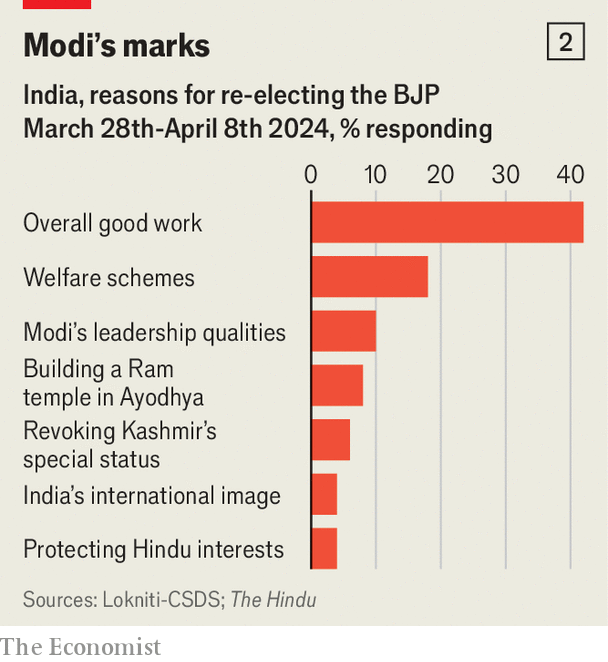 Modi’s marks
2
India, reasons for re-electing the BJP
March 28th-April 8th 2024, % responding
0 10 20 30 40
Overall good work
Welfare schemes
Modi’s leadership qualities
Building a Ram
temple in Ayodhya
Revoking Kashmir’s
special status
India’s international image
Protecting Hindu interests
Sources: Lokniti-CSDS; The Hindu
The Economist